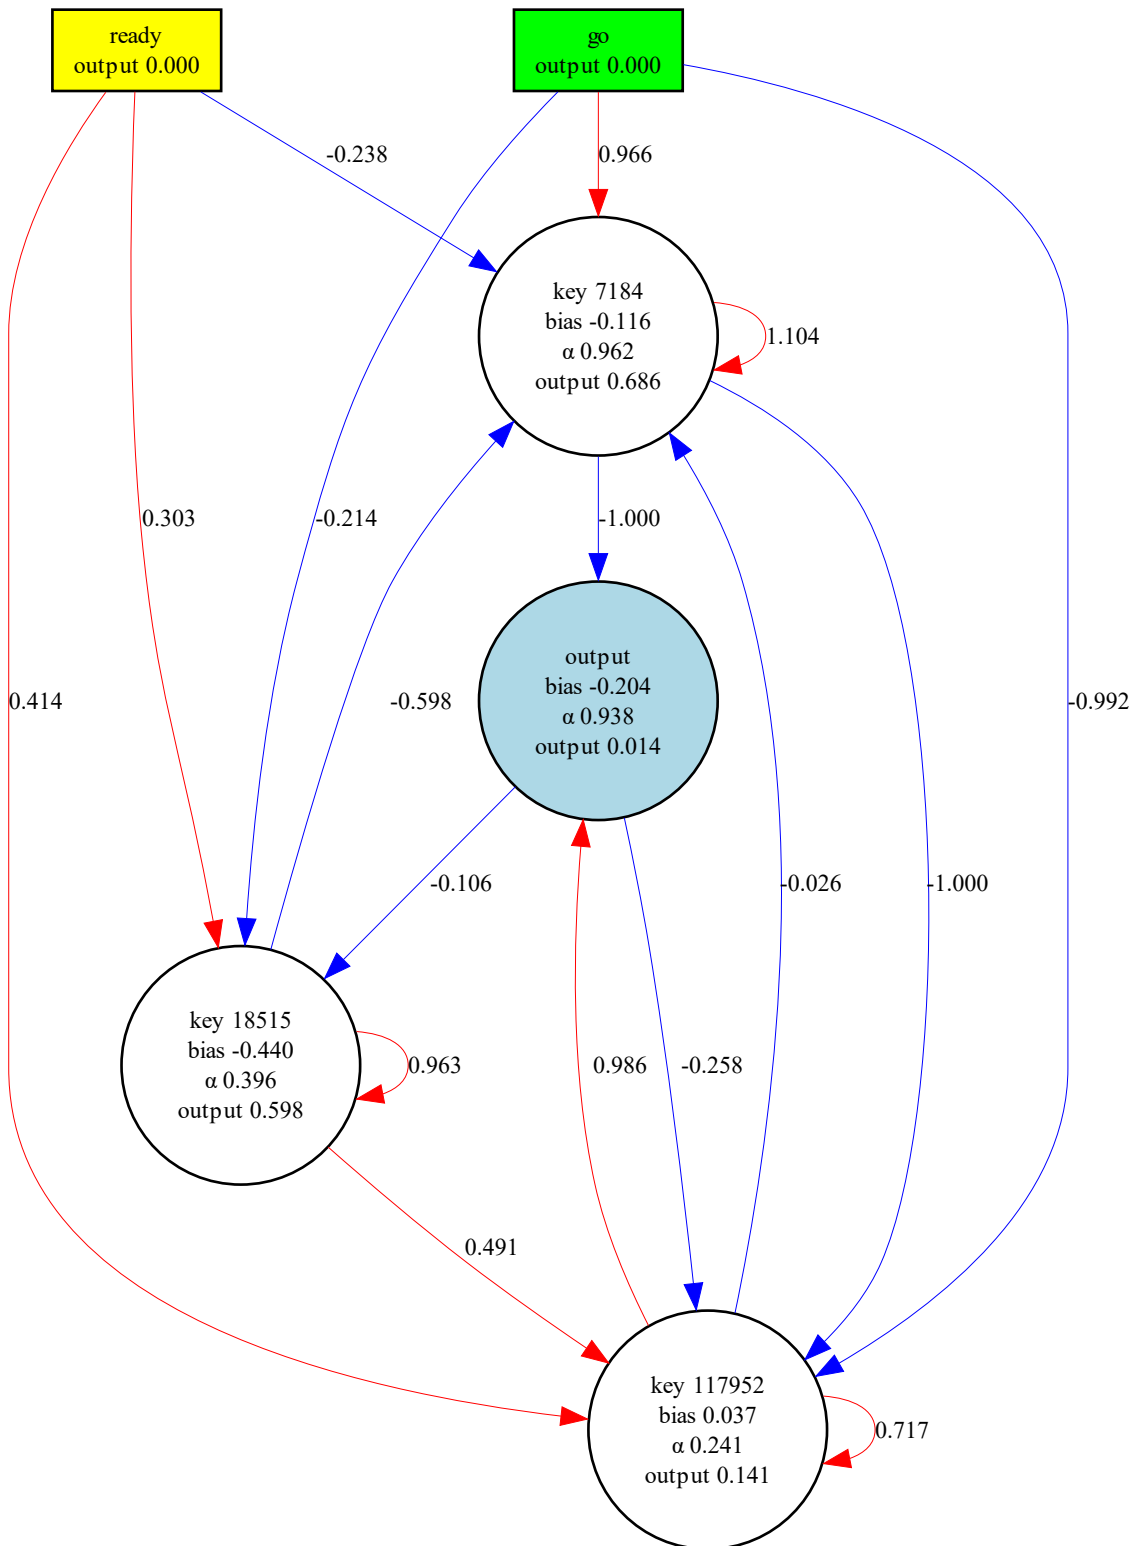 ready
output 0.000
go
output 0.000
-0.238
0.966
key 7184
bias -0.116
α 0.962
output 0.686
1.104
0.303
-0.214
-1.000
0.414
-0.598
output
bias -0.204
α 0.938
output 0.014
-0.992
-0.106
-0.026
-1.000
key 18515
bias -0.440
α 0.396
output 0.598
0.963
0.986
-0.258
0.491
key 117952
bias 0.037
α 0.241
output 0.141
0.717